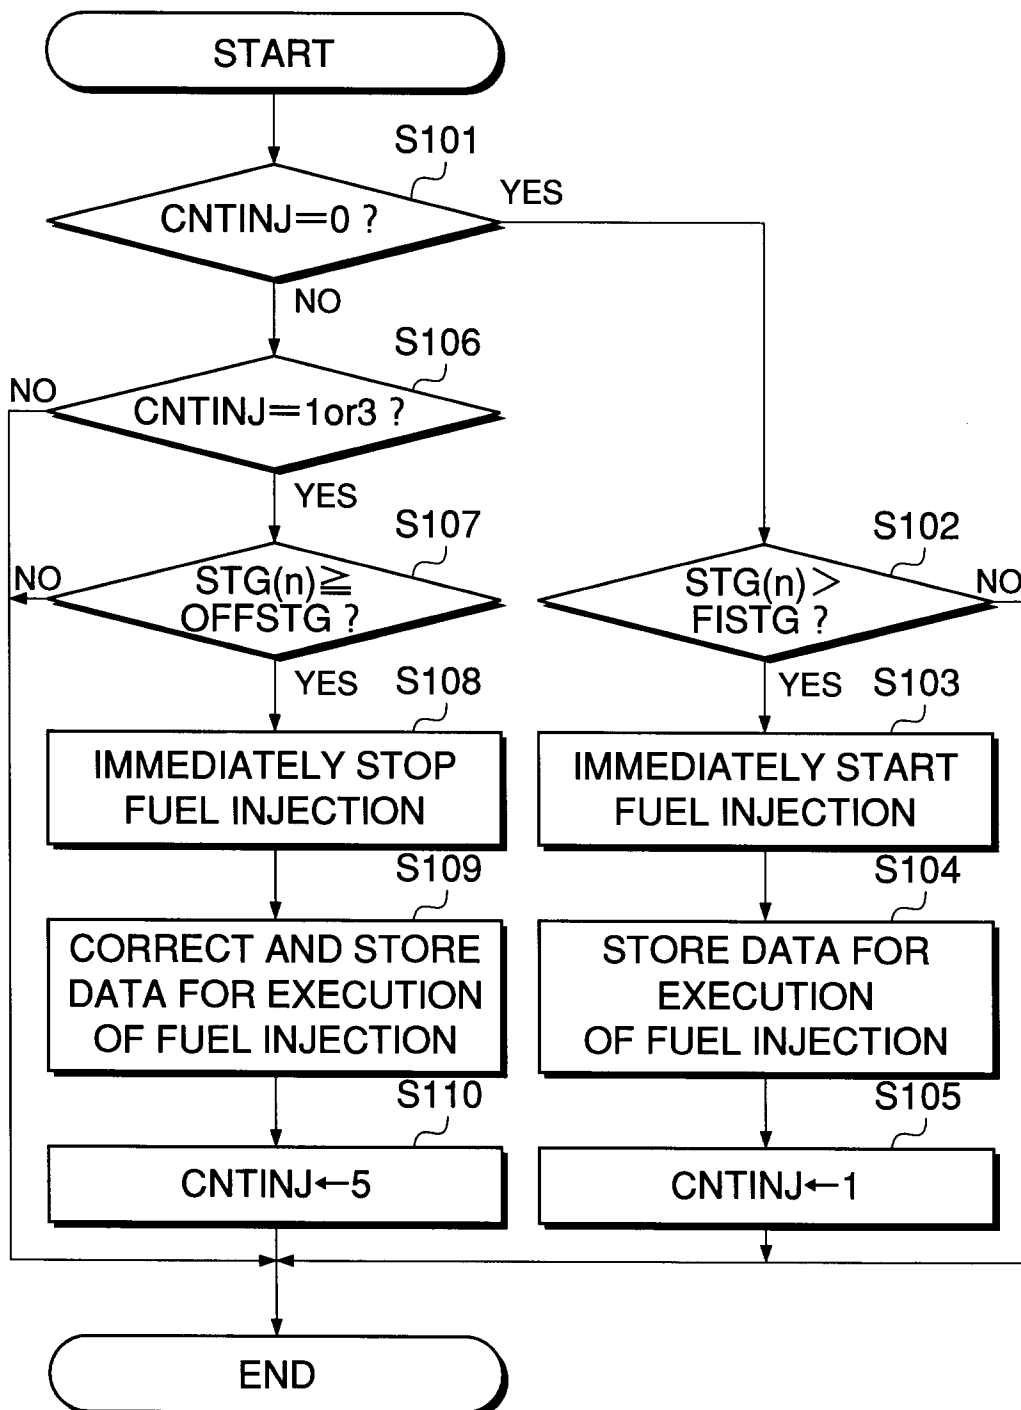 START
S101
CNTINJ=0 ?
YES
NO
S106
NO
CNTINJ=1or3 ?
YES
S107
NO
STG(n)≧
OFFSTG ?
YES
S102
STG(n)>
FISTG ?
NO
YES
S108
IMMEDIATELY STOP
FUEL INJECTION
S103
IMMEDIATELY START
FUEL INJECTION
S109
CORRECT AND STORE
DATA FOR EXECUTION
OF FUEL INJECTION
S104
STORE DATA FOR
EXECUTION
OF FUEL INJECTION
S110
CNTINJ←5
S105
CNTINJ←1
END